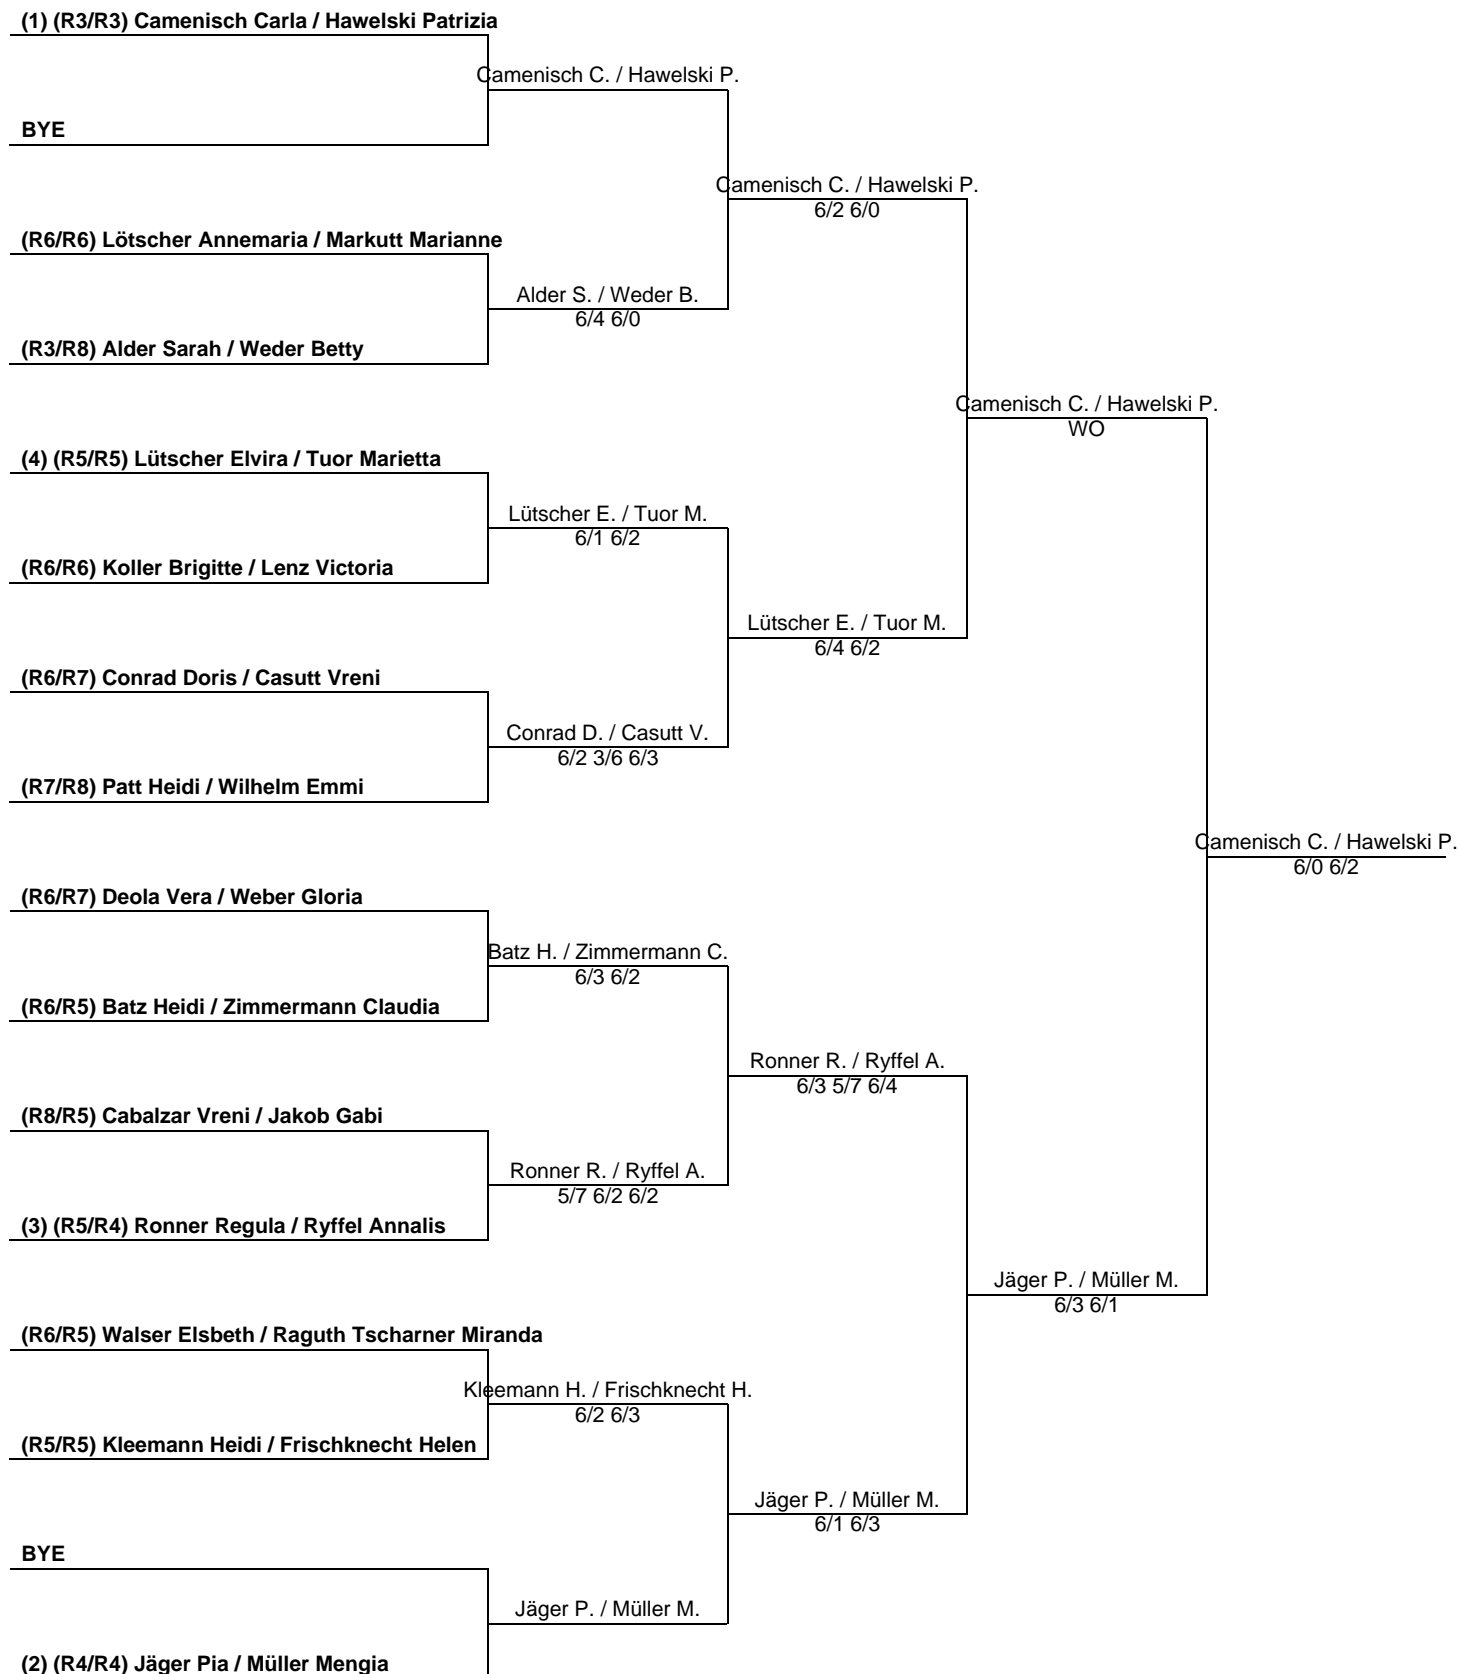 (1) (R3/R3) Camenisch Carla / Hawelski Patrizia
Camenisch C. / Hawelski P.
BYE
Camenisch C. / Hawelski P.
6/2 6/0
(R6/R6) Lötscher Annemaria / Markutt Marianne
Alder S. / Weder B.
6/4 6/0
(R3/R8) Alder Sarah / Weder Betty
Camenisch C. / Hawelski P.
WO
(4) (R5/R5) Lütscher Elvira / Tuor Marietta
Lütscher E. / Tuor M.
6/1 6/2
(R6/R6) Koller Brigitte / Lenz Victoria
Lütscher E. / Tuor M.
6/4 6/2
(R6/R7) Conrad Doris / Casutt Vreni
Conrad D. / Casutt V.
6/2 3/6 6/3
(R7/R8) Patt Heidi / Wilhelm Emmi
Camenisch C. / Hawelski P.
6/0 6/2
(R6/R7) Deola Vera / Weber Gloria
Batz H. / Zimmermann C.
6/3 6/2
(R6/R5) Batz Heidi / Zimmermann Claudia
Ronner R. / Ryffel A.
6/3 5/7 6/4
(R8/R5) Cabalzar Vreni / Jakob Gabi
Ronner R. / Ryffel A.
5/7 6/2 6/2
(3) (R5/R4) Ronner Regula / Ryffel Annalis
Jäger P. / Müller M.
6/3 6/1
(R6/R5) Walser Elsbeth / Raguth Tscharner Miranda
Kleemann H. / Frischknecht H.
6/2 6/3
(R5/R5) Kleemann Heidi / Frischknecht Helen
Jäger P. / Müller M.
6/1 6/3
BYE
Jäger P. / Müller M.
(2) (R4/R4) Jäger Pia / Müller Mengia